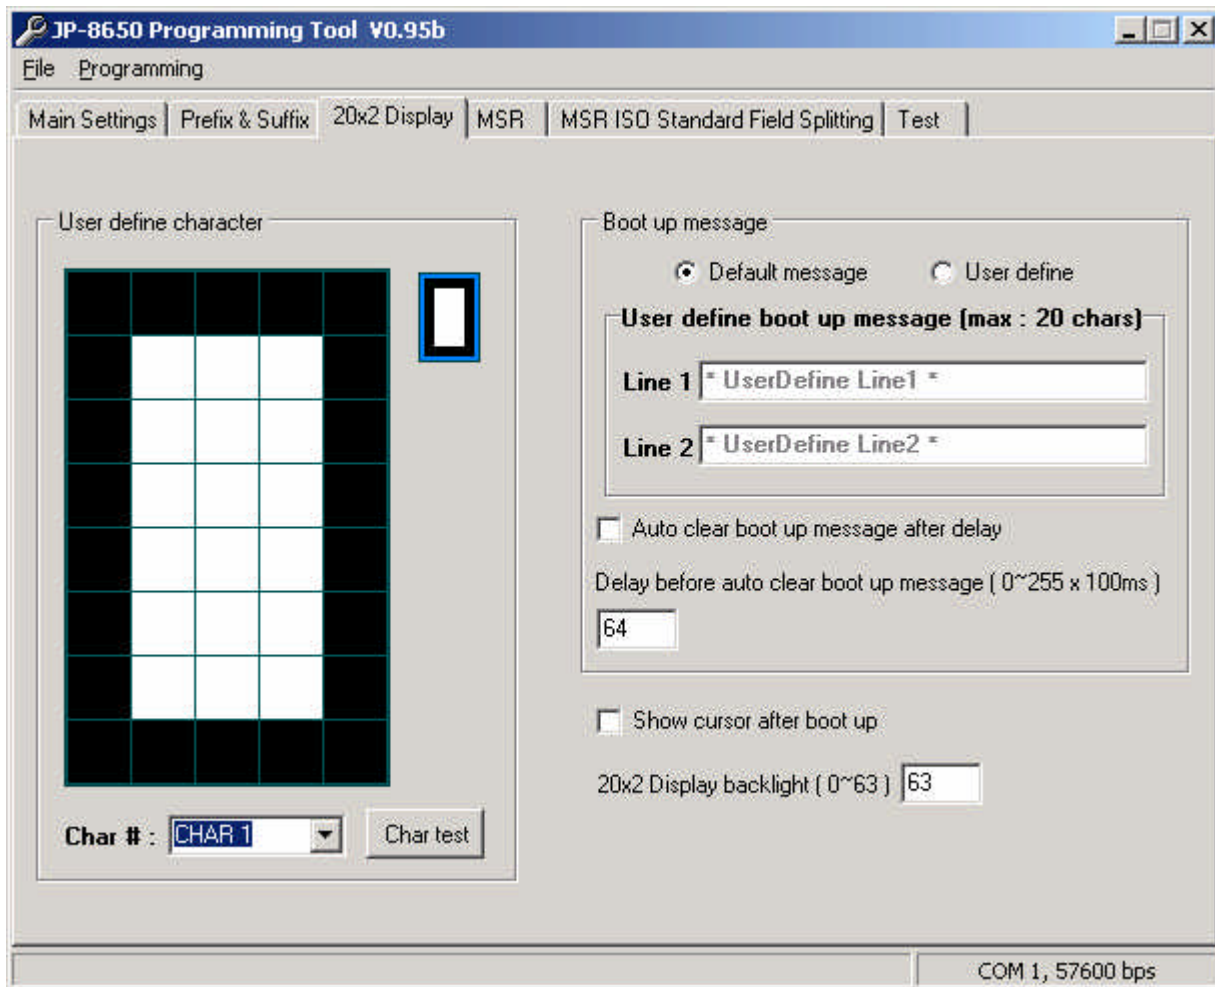 JP-8650 Programming Tool V0.95b
File Programming
Main Settings Prefix & Suffix 20x2 Display MSR MSR ISO Standard Field Splitting Test
User define character
Char # : CHAR 1 Char test
Boot up message
Default message User define
User define boot up message (max : 20 chars)
Line 1 * UserDefine Line1 *
Line 2 * UserDefine Line2 *
Auto clear boot up message after delay
Delay before auto clear boot up message ( 0~255 x 100ms )
64
Show cursor after boot up
20x2 Display backlight ( 0~63 ) 63
COM 1, 57600 bps